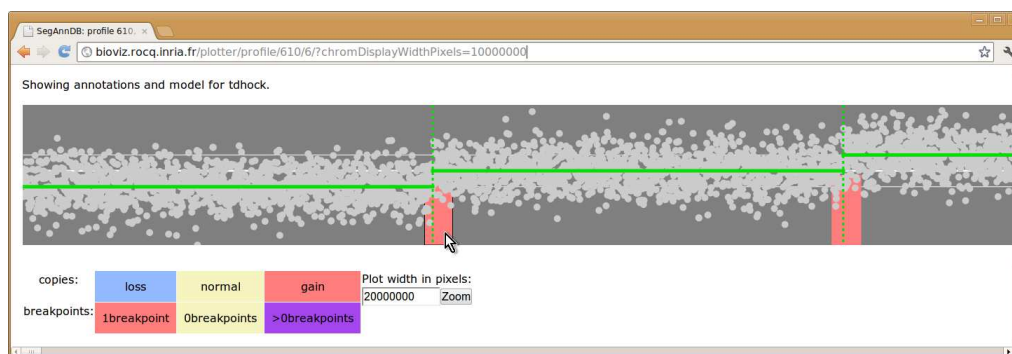 SegAnnDB: profile 610,
bioviz.rocq.inria.fr/plotter/profile/610/6/?chromDisplayWidthPixels=10000000
Showing annotations and model for tdhock.
copies: loss normal gain Plot width in pixels:
20000000 Zoom
breakpoints: 1breakpoint 0breakpoints >0breakpoints